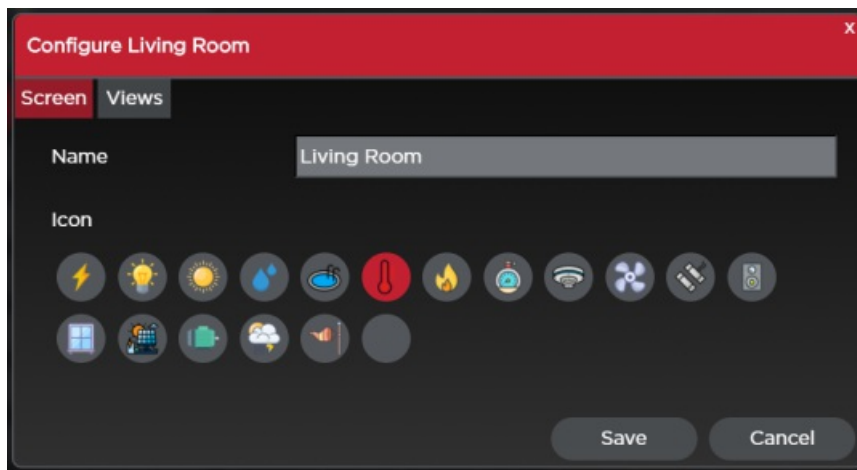 x
Configure Living Room
Screen Views
Name Living Room
Icon
Save Cancel